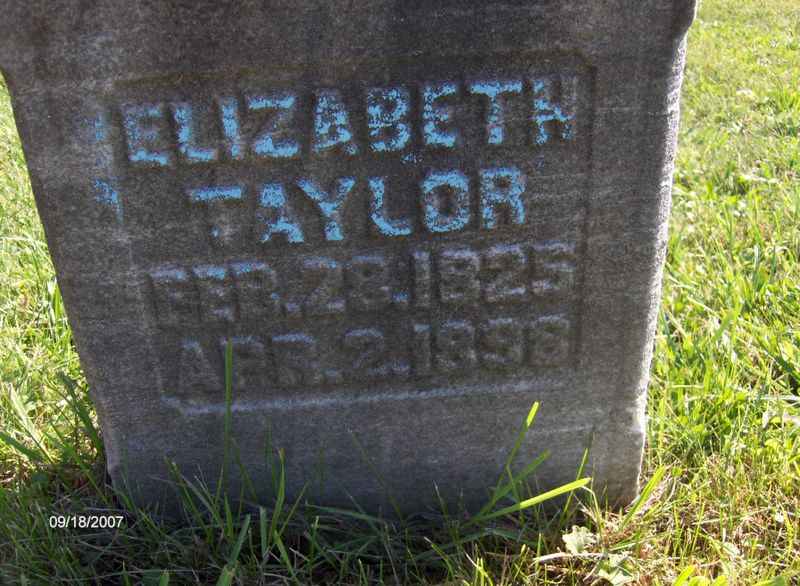 ELIZABETH
TAYLOR
FEB. 28. 1825
APR. 2. 1898
09/18/2007